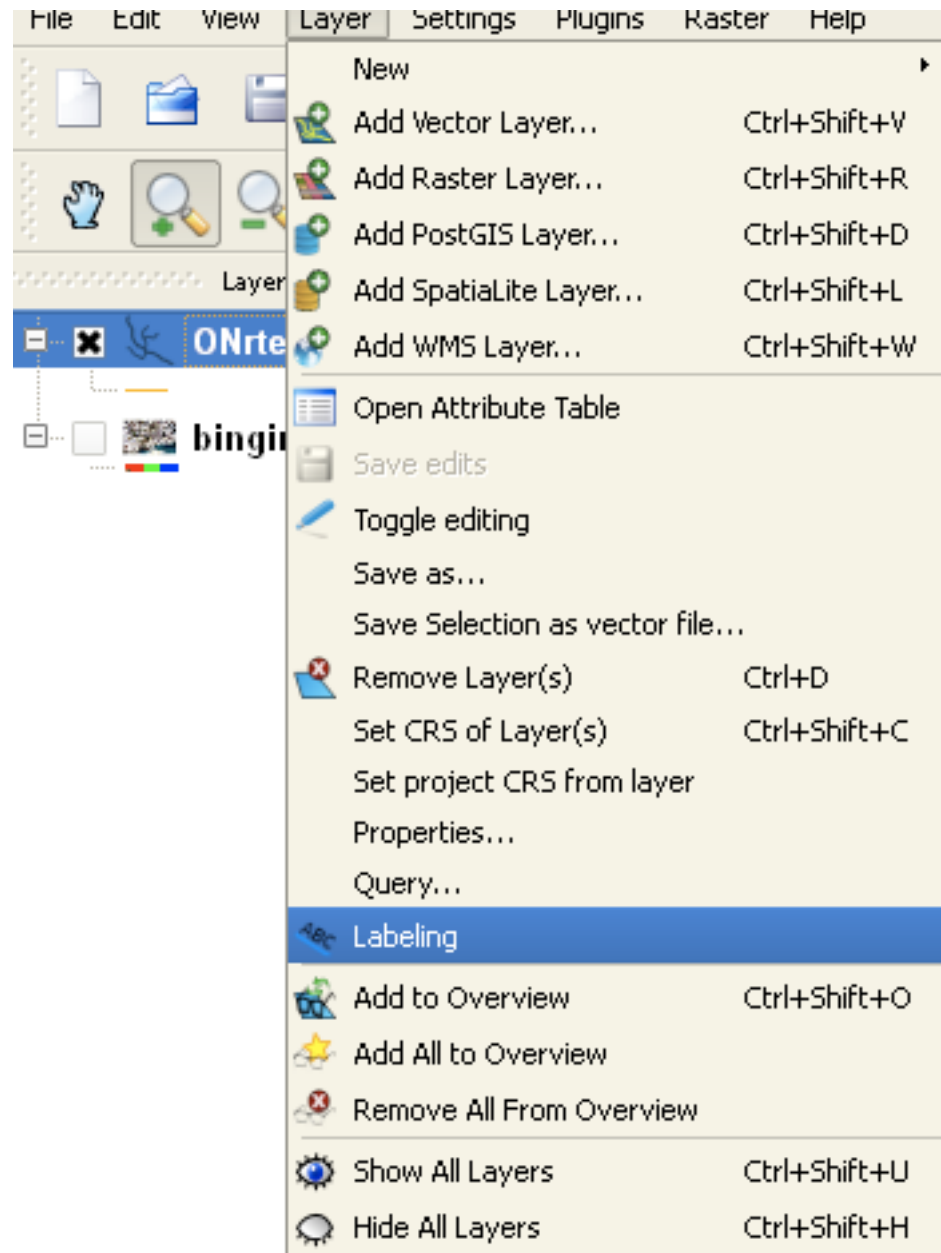 File Edit View Layer Settings Plugins Raster Help
New
Add Vector Layer... Ctrl+Shift+V
Add Raster Layer... Ctrl+Shift+R
Add PostGIS Layer... Ctrl+Shift+D
Layer
Add SpatiaLite Layer... Ctrl+Shift+L
ONrte
Add WMS Layer... Ctrl+Shift+W
Open Attribute Table
bingi
Save edits
Toggle editing
Save as...
Save Selection as vector file...
Remove Layer(s) Ctrl+D
Set CRS of Layer(s) Ctrl+Shift+C
Set project CRS from layer
Properties...
Query...
ABC Labeling
Add to Overview Ctrl+Shift+O
Add All to Overview
Remove All From Overview
Show All Layers Ctrl+Shift+U
Hide All Layers Ctrl+Shift+H